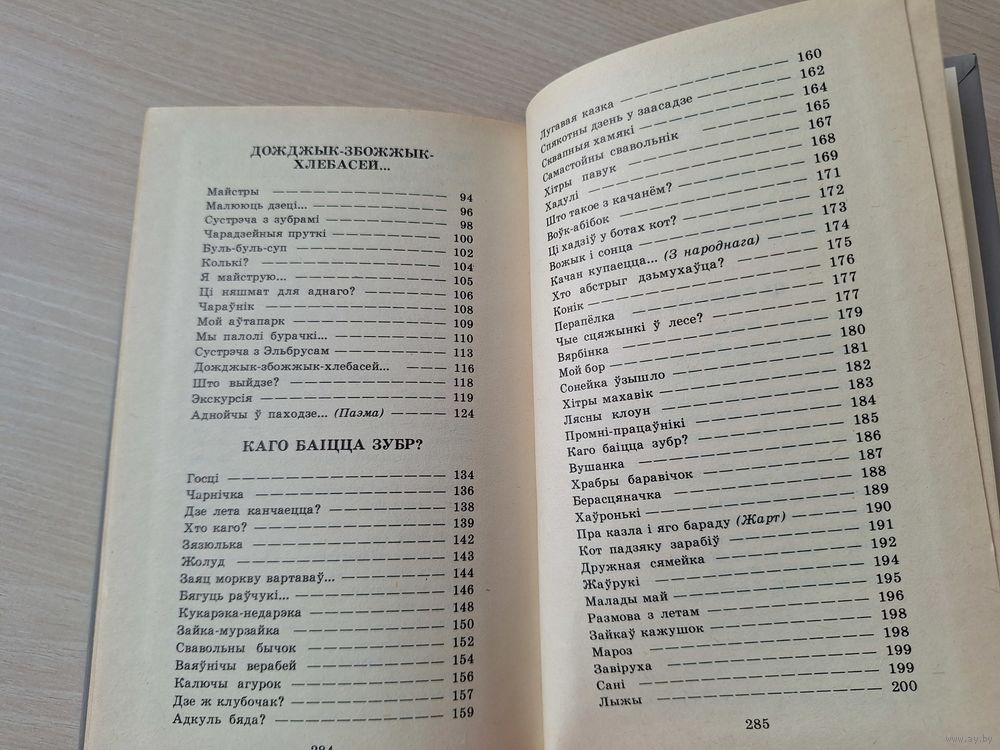 ДОЖДЖЫК-ЗБОЖЖЫК-
ХЛЕБАСЕЙ...
Майстры 94
Малююць дзеці... 96
Сустрэча з зубрамі 98
Чарадзейныя пруткі 100
Буль-буль-суп 102
Колькі? 104
Я майструю... 105
Ці няшмат для аднаго? 106
Чараўнік 108
Мой аўтапарк 109
Мы палолі бурачкі... 110
Сустрэча з Эльбрусам 113
Дожджык-збожжык-хлебасей... 116
Што выйдзе? 118
Экскурсія 119
Аднойчы ў паходзе... (Паэма) 124
КАГО БАІЦЦА ЗУБР?
Госці 134
Чарнічка 136
Дзе лета канчаецца? 138
Хто каго? 139
Зязюлька 142
Жолуд 143
Заяц моркву вартаваў... 144
Бягуць раўчукі... 146
Кукарэка-недарэка 148
Зайка-мурзайка 150
Свавольны бычок 152
Ваяўнічы верабей 154
Калючы агурок 156
Дзе ж клубочак? 157
Адкуль бяда? 159
284
Лугавая казка 160
Спякотны дзень у заасадзе 162
Сквапныя хамякі 164
Самастойны свавольнік 165
Хітры павук 167
Хадулі 168
Што такое з качанём? 169
Воўк-абібок 171
Ці хадзіў у ботах кот? 172
Вожык і сонца 173
Качан купаецца... (З народнага) 174
Хто абстрыг дзьмухаўца? 175
Конік 176
Перапёлка 177
Чые сцяжынкі ў лесе? 177
Вярбінка 179
Мой бор 180
Сонейка ўзышло 181
Хітры махавік 182
Лясны клоун 183
Промні-працаўнікі 184
Каго баіцца зубр? 185
Вушанка 186
Храбры баравічок 187
Берасцяначка 188
Хаўронькі 189
Пра казла і яго бараду (Жарт) 190
Кот падзяку зарабіў 191
Дружная сямейка 192
Жаўрукі 194
Малады май 195
Размова з летам 196
Зайкаў кажушок 198
Мароз 198
Завіруха 199
Сані 199
Лыжы 200
285
www.ay.by